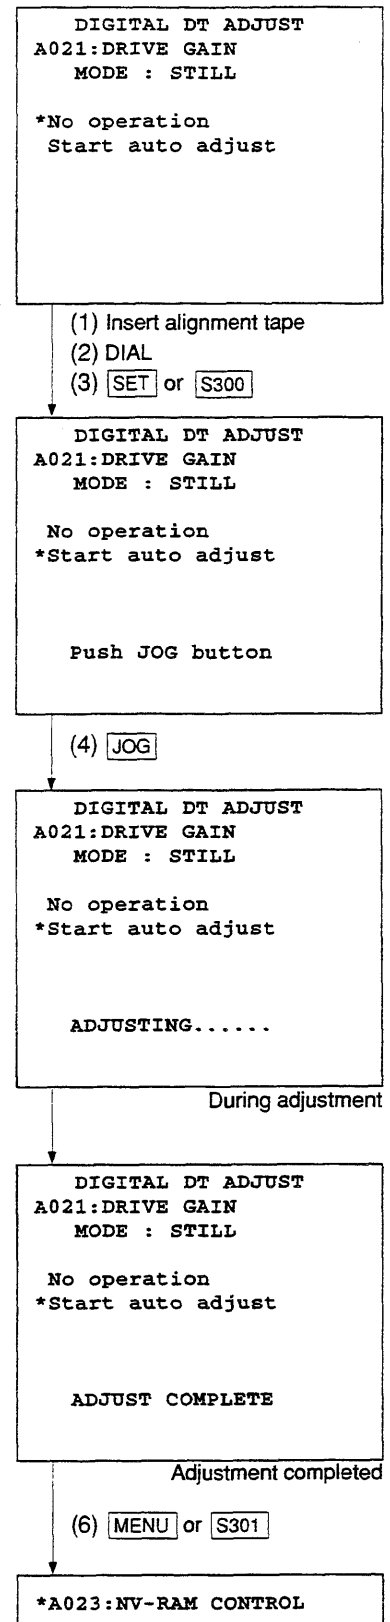 DIGITAL DT ADJUST
A021:DRIVE GAIN
MODE : STILL
*No operation
Start auto adjust
(1) Insert alignment tape
(2) DIAL
(3) SET or S300
DIGITAL DT ADJUST
A021:DRIVE GAIN
MODE : STILL
No operation
*Start auto adjust
Push JOG button
(4) JOG
DIGITAL DT ADJUST
A021:DRIVE GAIN
MODE : STILL
No operation
*Start auto adjust
ADJUSTING......
During adjustment
DIGITAL DT ADJUST
A021:DRIVE GAIN
MODE : STILL
No operation
*Start auto adjust
ADJUST COMPLETE
Adjustment completed
(6) MENU or S301
*A023:NV-RAM CONTROL